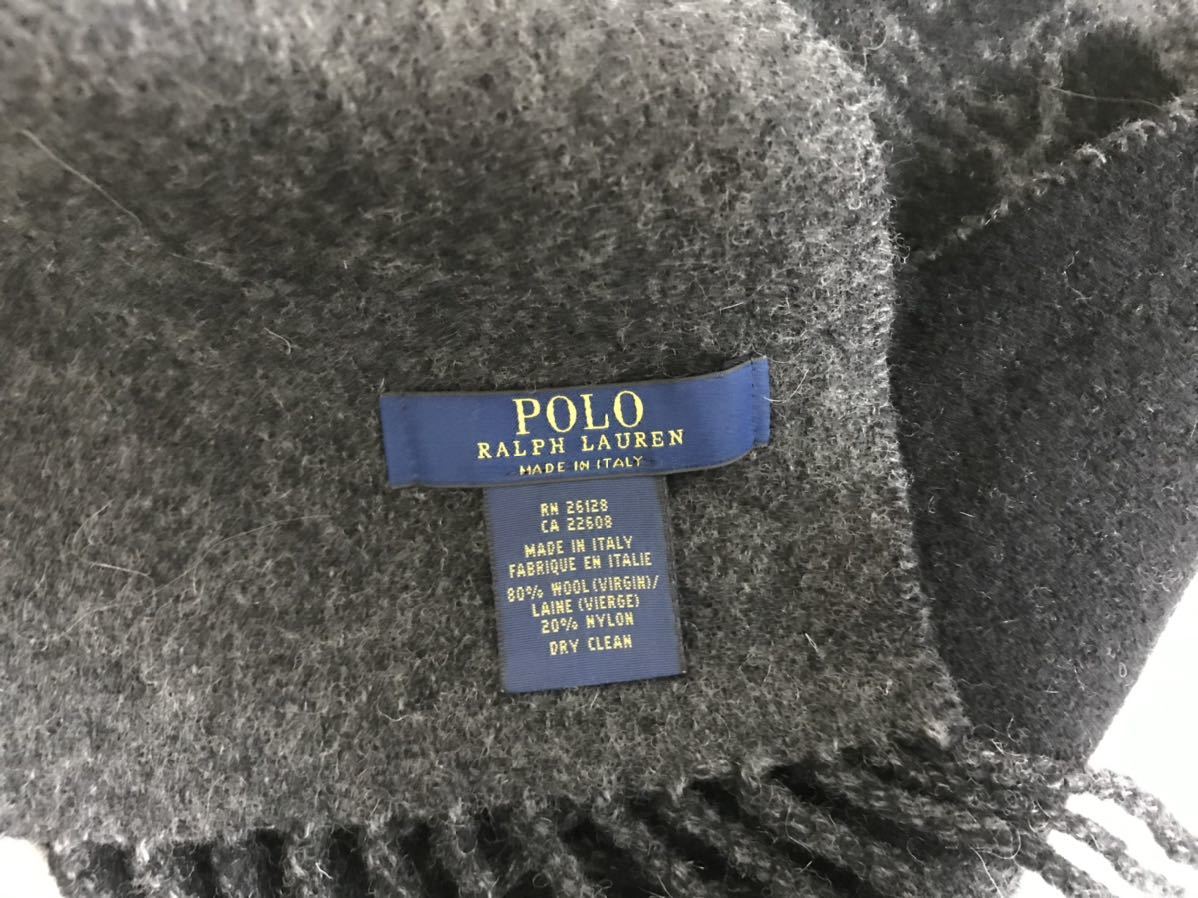 POLO
RALPH LAUREN
MADE IN ITALY
RN 26128
CA 22608
MADE IN ITALY
FABRIQUE EN ITALIE
80% WOOL (VIRGIN)/
LAINE (VIERGE)
20% NYLON
DRY CLEAN